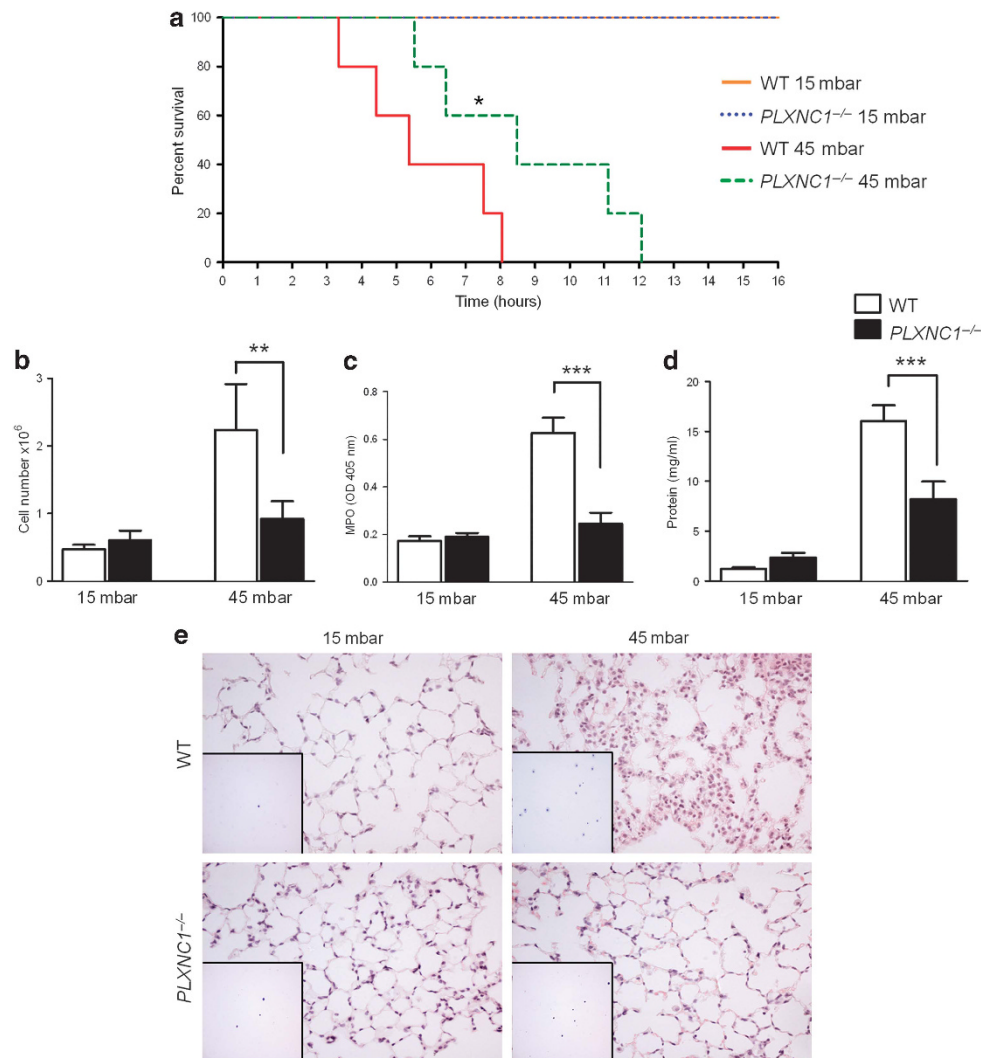 a
100
80
60
40
20
0
Percent survival
0 1 2 3 4 5 6 7 8 9 10 11 12 13 14 15 16
Time (hours)
*
WT 15 mbar
PLXNC1–/– 15 mbar
WT 45 mbar
PLXNC1–/– 45 mbar
WT
PLXNC1–/–
b
**
3
2
1
0
Cell number x10⁶
15 mbar 45 mbar
c
***
0.8
0.6
0.4
0.2
0.0
MPO (OD 405 nm)
15 mbar 45 mbar
d
***
20
15
10
5
0
Protein (mg/ml)
15 mbar 45 mbar
e
15 mbar 45 mbar
WT
PLXNC1–/–